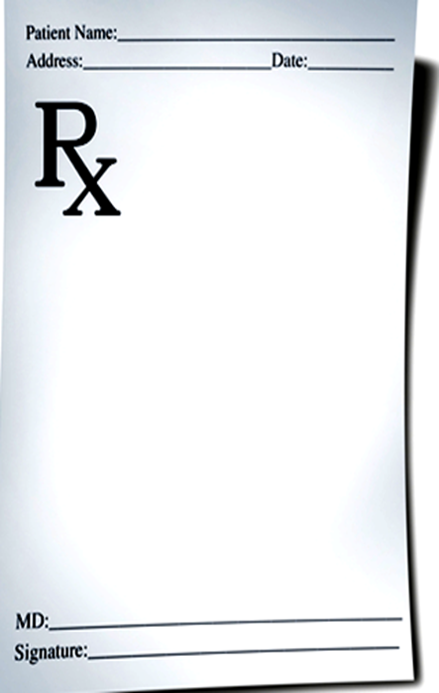 Patient Name:
Address: Date:
Rx
MD:
Signature: